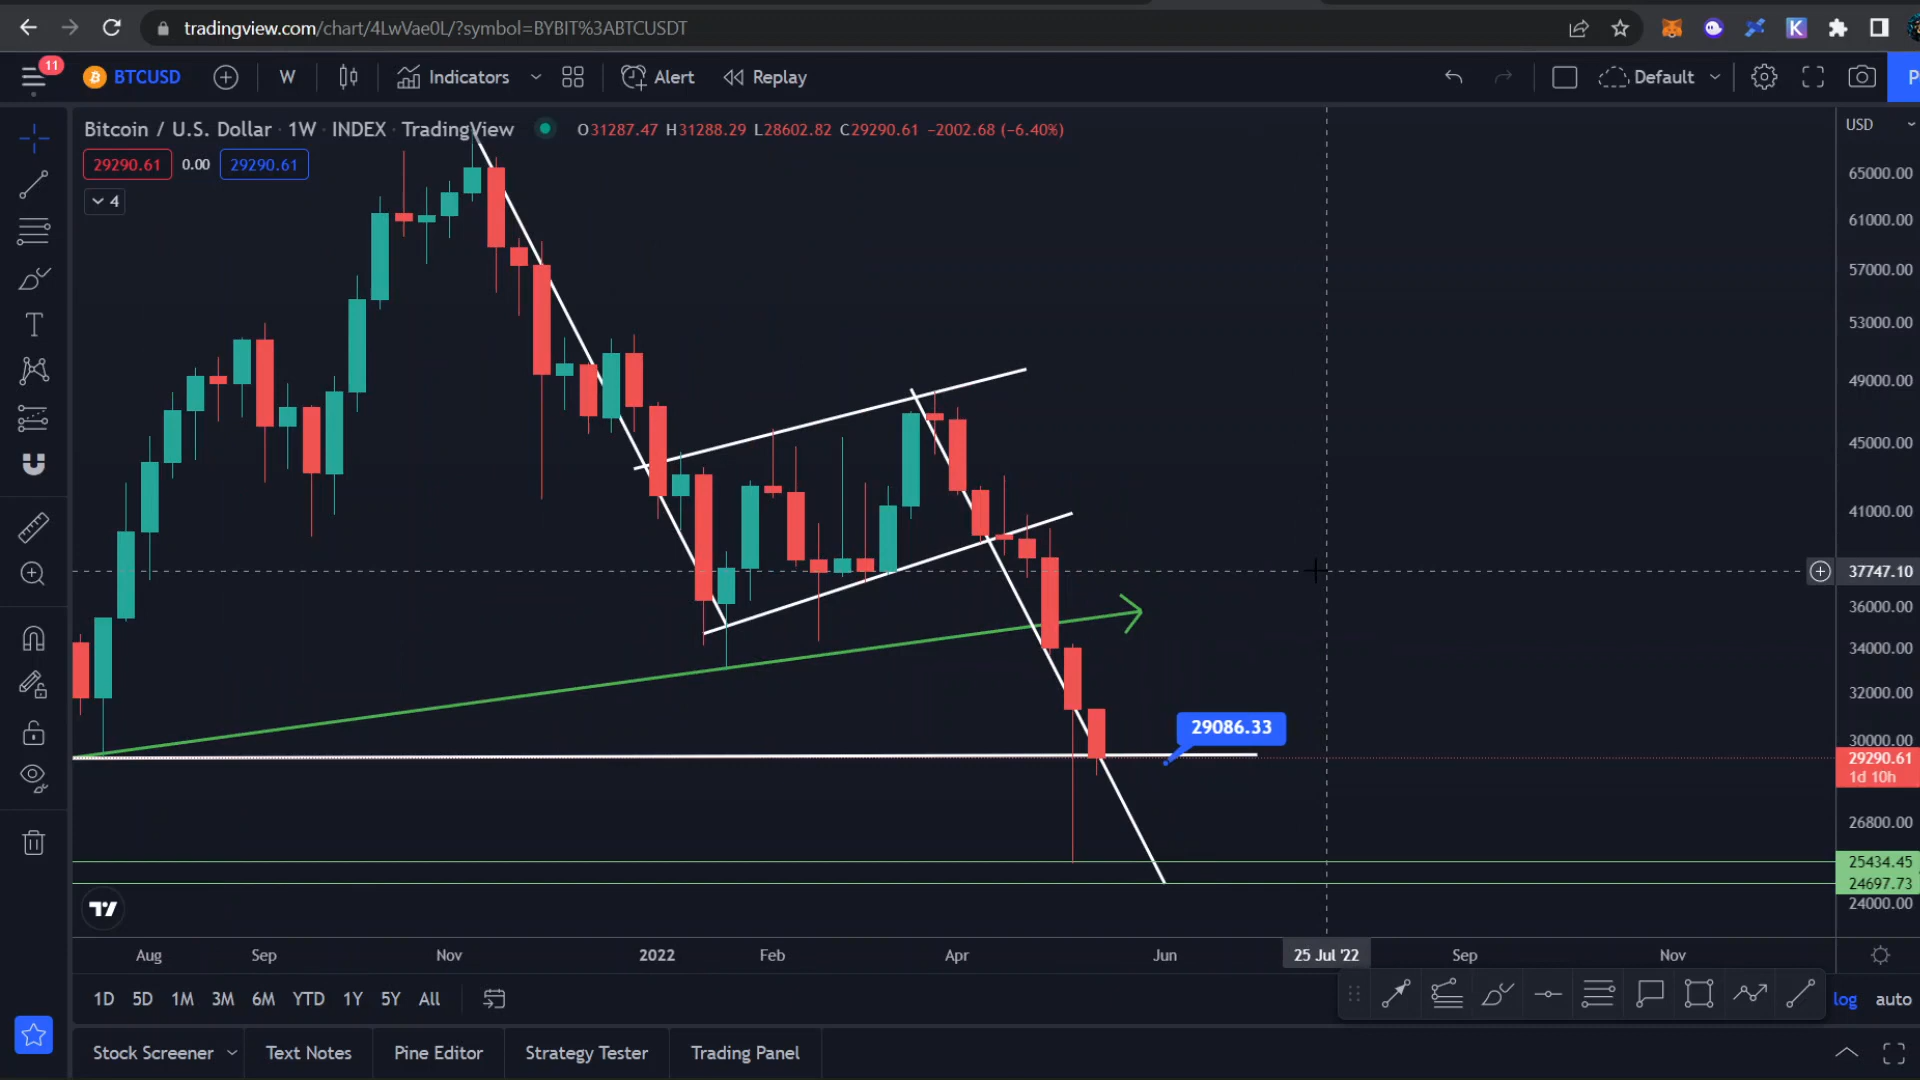 tradingview.com/chart/4LwVae0L/?symbol=BYBIT%3ABTCUSDT
K
11
BTCUSD
W
Indicators
Alert
Replay
Default
Bitcoin / U.S. Dollar · 1W · INDEX · TradingView
O31287.47 H31288.29 L28602.82 C29290.61 −2002.68 (−6.40%)
USD
29290.61
0.00
29290.61
4
65000.00
61000.00
57000.00
53000.00
49000.00
45000.00
41000.00
37747.10
36000.00
34000.00
32000.00
29086.33
30000.00
29290.61
1d 10h
26800.00
25434.45
24697.73
24000.00
Aug
Sep
Nov
2022
Feb
Apr
Jun
25 Jul '22
Sep
Nov
1D
5D
1M
3M
6M
YTD
1Y
5Y
All
log
auto
Stock Screener
Text Notes
Pine Editor
Strategy Tester
Trading Panel